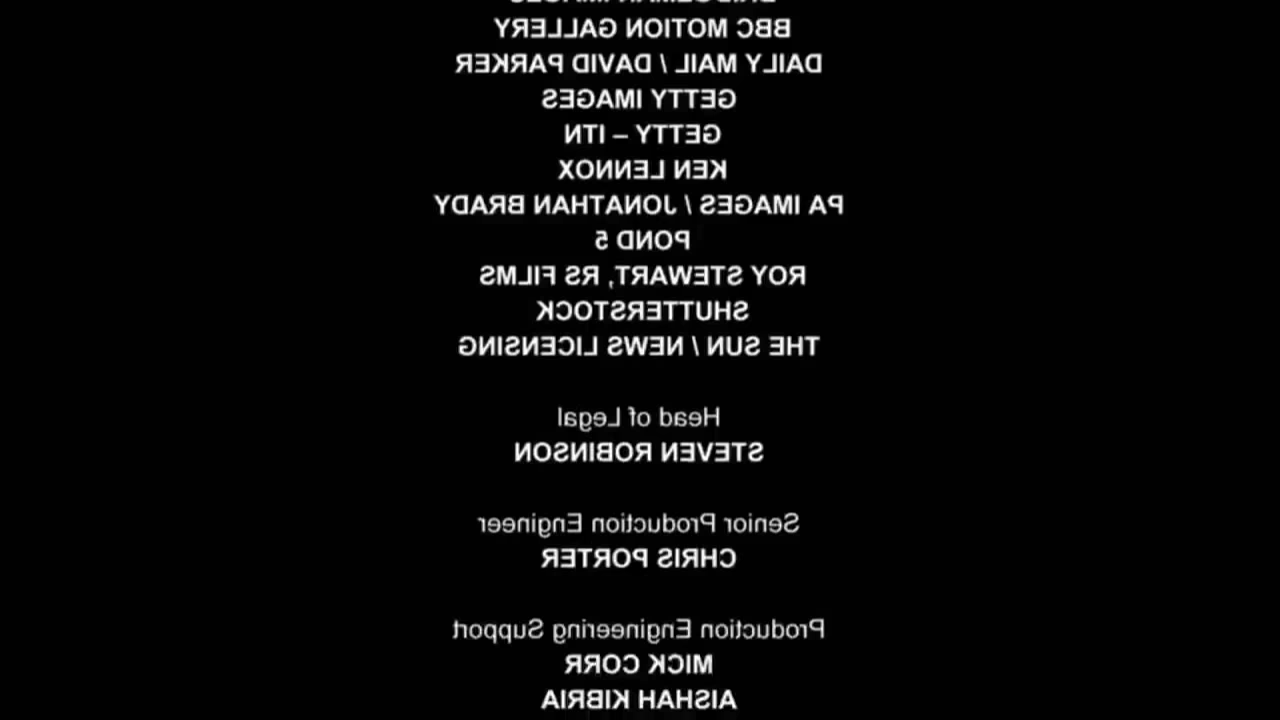 BRIDGEMAN IMAGES
BBC MOTION GALLERY
DAILY MAIL / DAVID PARKER
GETTY IMAGES
GETTY – ITN
KEN LENNOX
PA IMAGES / JONATHAN BRADY
POND 5
ROY STEWART, RS FILMS
SHUTTERSTOCK
THE SUN / NEWS LICENSING
Head of Legal
STEVEN ROBINSON
Senior Production Engineer
CHRIS PORTER
Production Engineering Support
MICK CORR
AISHAH KIBRIA